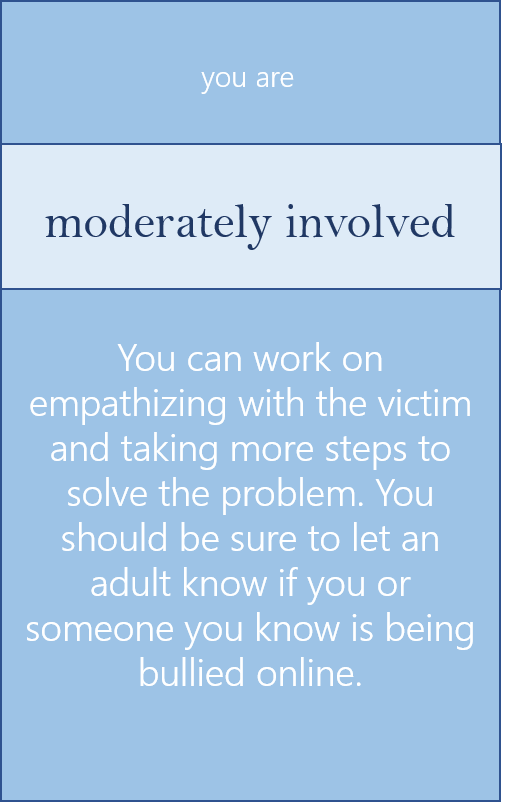 you are
moderately involved
You can work on
empathizing with the victim
and taking more steps to
solve the problem. You
should be sure to let an
adult know if you or
someone you know is being
bullied online.